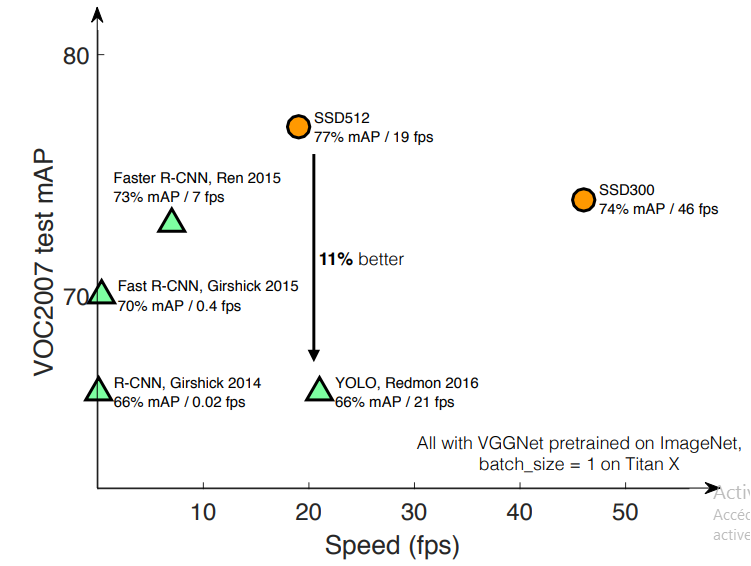 80
SSD512
77% mAP / 19 fps
Faster R-CNN, Ren 2015
73% mAP / 7 fps
SSD300
74% mAP / 46 fps
VOC2007 test mAP
11% better
Fast R-CNN, Girshick 2015
70
70% mAP / 0.4 fps
R-CNN, Girshick 2014
66% mAP / 0.02 fps
YOLO, Redmon 2016
66% mAP / 21 fps
All with VGGNet pretrained on ImageNet,
batch_size = 1 on Titan X
10 20 30 40 50
Speed (fps)
Activ
Accéd
active